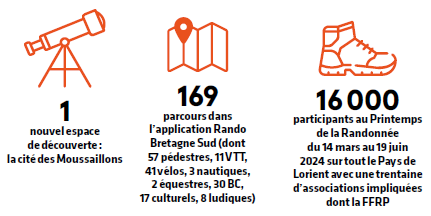 1
nouvel espace
de découverte :
la cité des Moussaillons
169
parcours dans
l'application Rando
Bretagne Sud (dont
57 pédestres, 11 VTT,
41 vélos, 3 nautiques,
2 équestres, 30 BC,
17 culturels, 8 ludiques)
16 000
participants au Printemps
de la Randonnée
du 14 mars au 19 juin
2024 sur tout le Pays de
Lorient avec une trentaine
d'associations impliquées
dont la FFRP